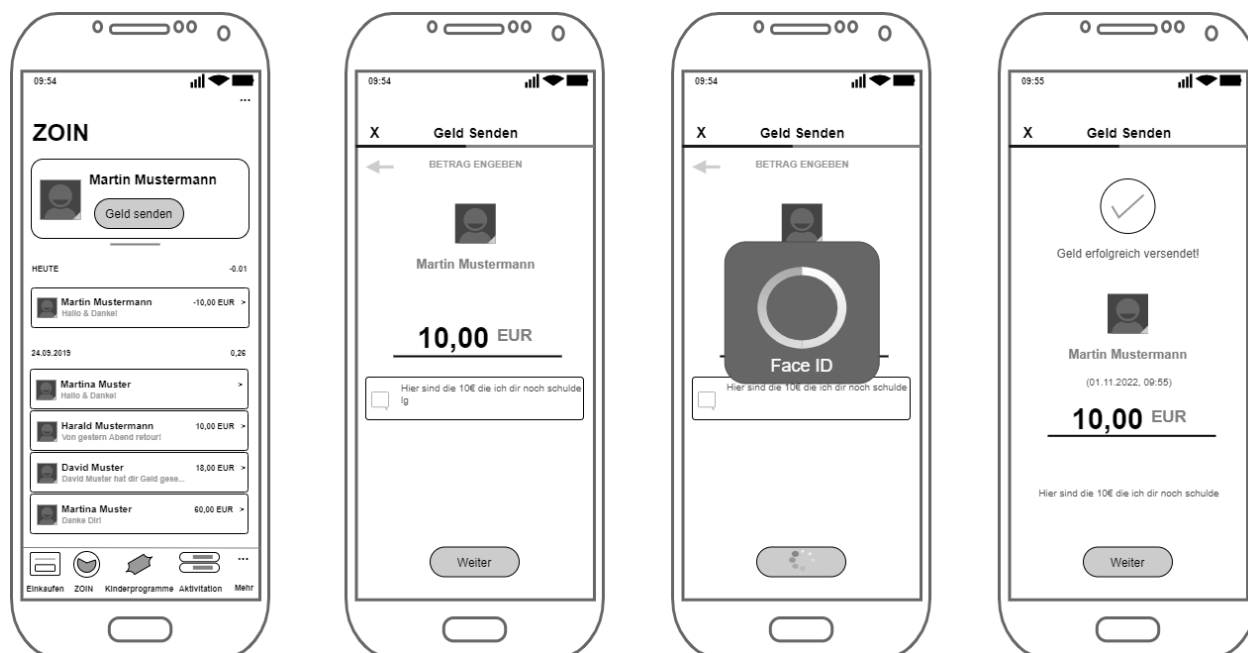 09:54
...
ZOIN
Martin Mustermann
Geld senden
HEUTE -0.01
Martin Mustermann -10,00 EUR >
Hallo & Danke!
24.09.2019 0,26
Martina Muster >
Hallo & Danke!
Harald Mustermann 10,00 EUR >
Von gestern Abend retour!
David Muster 18,00 EUR >
David Muster hat dir Geld gese...
Martina Muster 60,00 EUR >
Danke Dir!
...
Einkaufen ZOIN Kinderprogramme Aktivitation Mehr
09:54
X Geld Senden
BETRAG ENGEBEN
Martin Mustermann
10,00 EUR
Hier sind die 10€ die ich dir noch schulde
lg
Weiter
09:54
X Geld Senden
BETRAG ENGEBEN
Face ID
Hier sind die 10€ die ich dir noch schulde
09:55
X Geld Senden
Geld erfolgreich versendet!
Martin Mustermann
(01.11.2022, 09:55)
10,00 EUR
Hier sind die 10€ die ich dir noch schulde
Weiter